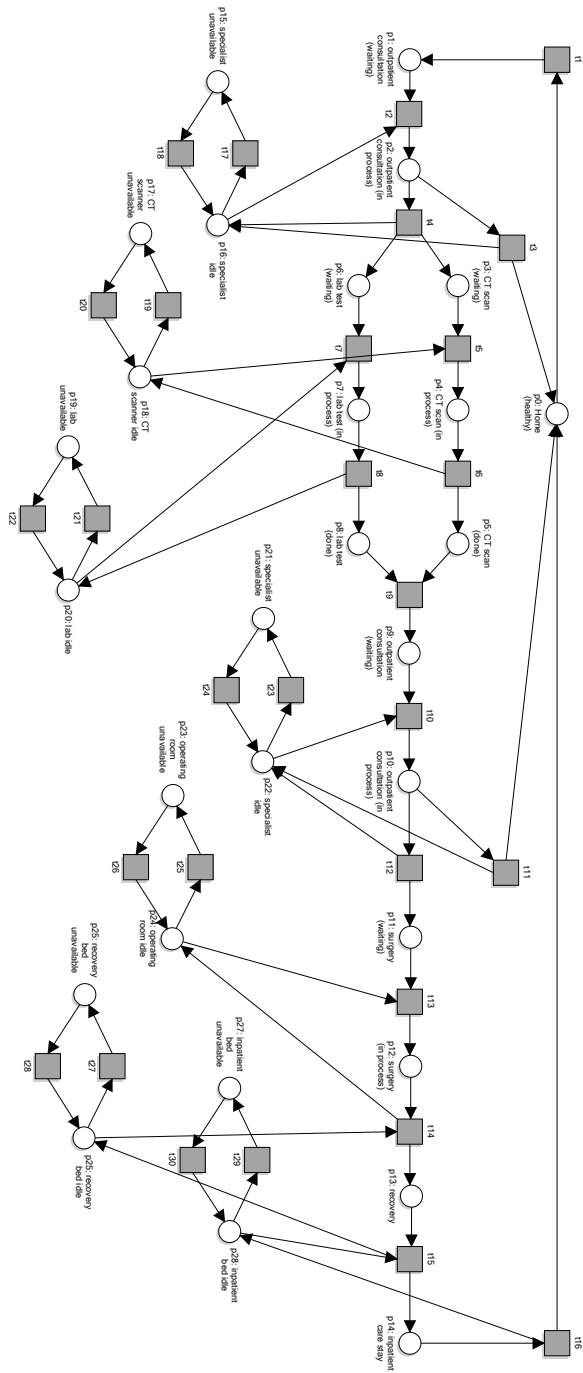 t1
p1: outpatient
consultation
(waiting)
t2
p2: outpatient
consultation (in
process)
t4
t3
p0: Home
(healthy)
p15: specialist
unavailable
t17
t18
p16: specialist
idle
p3: CT scan
(waiting)
t5
p4: CT scan (in
process)
t6
p5: CT scan
(done)
p6: lab test
(waiting)
t7
p7: lab test (in
process)
t8
p8: lab test
(done)
p17: CT
scanner
unavailable
t19
t20
p18: CT
scanner idle
p19: lab
unavailable
t21
t22
p20: lab idle
t9
p9: outpatient
consultation
(waiting)
t10
p10: outpatient
consultation (in
process)
t11
t12
p21: specialist
unavailable
t23
t24
p22: specialist
idle
p11: surgery
(waiting)
t13
p12: surgery
(in process)
t14
p13: recovery
t15
p14: inpatient
care stay
t16
p23: operating
room
unavailable
t25
t26
p24: operating
room idle
p25: recovery
bed
unavailable
t27
t28
p25: recovery
bed idle
p27: inpatient
bed
unavailable
t29
t30
p28: inpatient
bed idle